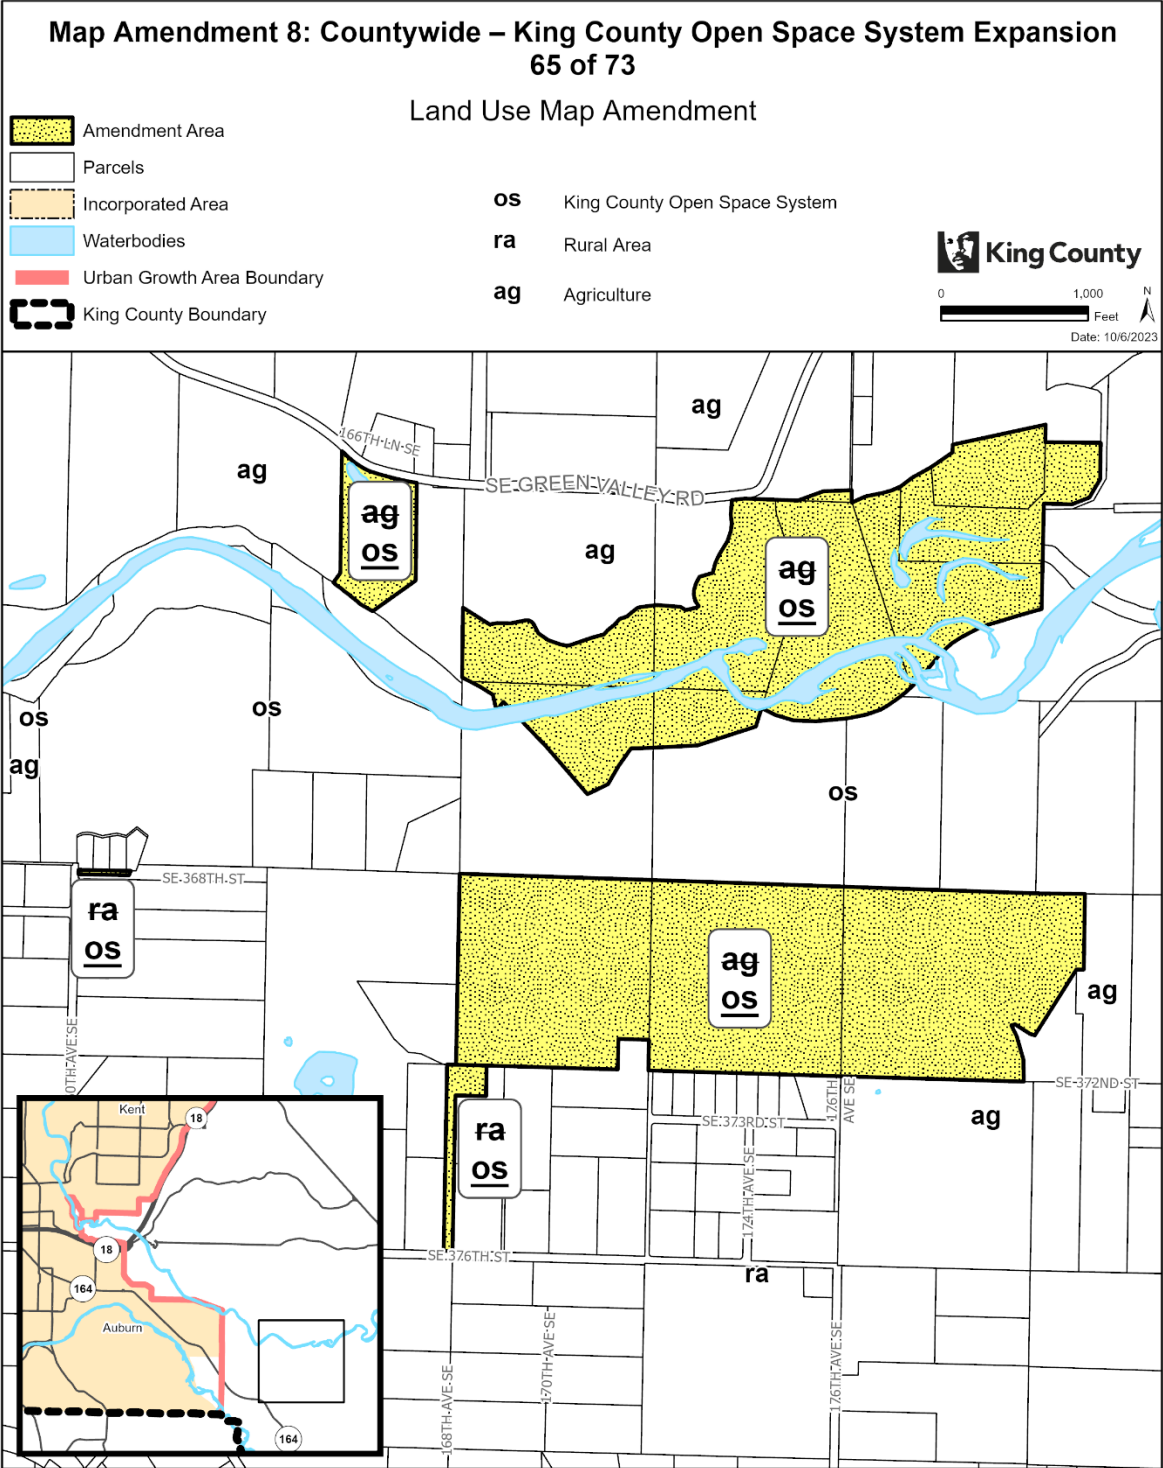 Map Amendment 8: Countywide – King County Open Space System Expansion
65 of 73
Land Use Map Amendment
Amendment Area
Parcels
Incorporated Area
Waterbodies
Urban Growth Area Boundary
King County Boundary
os King County Open Space System
ra Rural Area
ag Agriculture
King County
0 1,000
Feet
N
Date: 10/6/2023
ag
166TH LN SE
ag
SE GREEN VALLEY RD
ag
os
ag
ag
os
os
os
ag
os
SE 368TH ST
ra
os
ag
os
ag
0TH AVE SE
SE 372ND ST
176TH
AVE SE
ag
SE 373RD ST
ra
os
174TH AVE SE
SE 376TH ST
ra
168TH AVE SE
170TH AVE SE
176TH AVE SE
Kent
18
18
164
Auburn
164